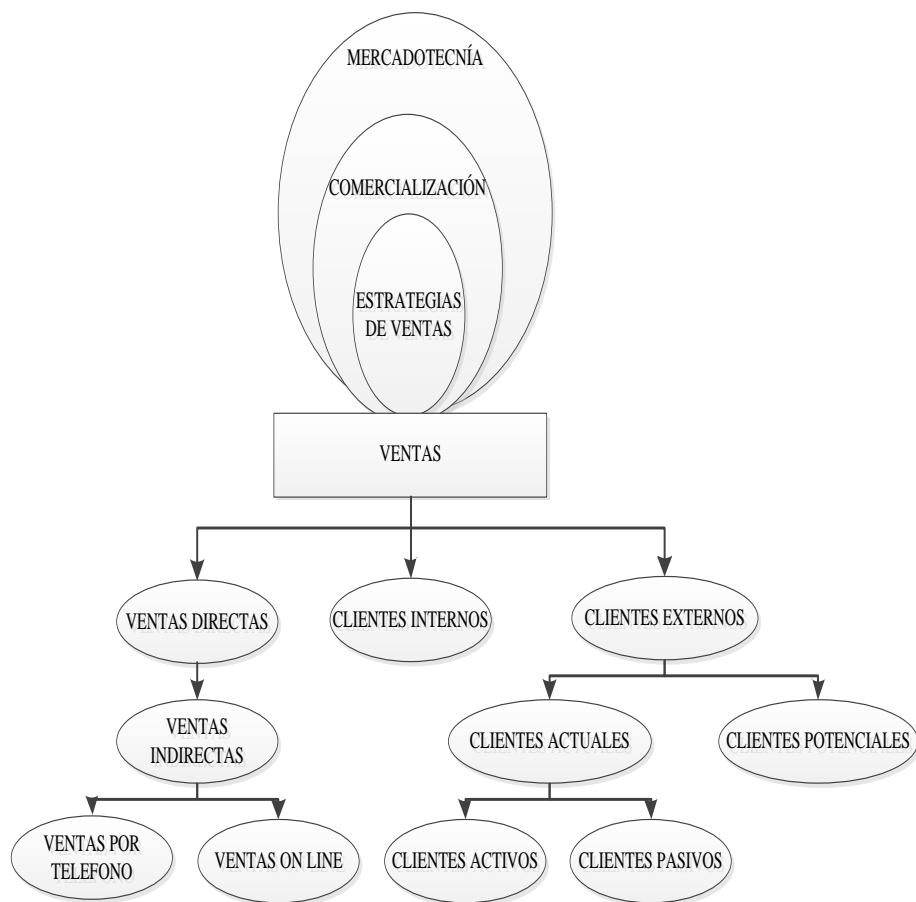 MERCADOTECNÍA
COMERCIALIZACIÓN
ESTRATEGIAS
DE VENTAS
VENTAS
VENTAS DIRECTAS
CLIENTES INTERNOS
CLIENTES EXTERNOS
VENTAS
INDIRECTAS
CLIENTES ACTUALES
CLIENTES POTENCIALES
VENTAS POR
TELEFONO
VENTAS ON LINE
CLIENTES ACTIVOS
CLIENTES PASIVOS